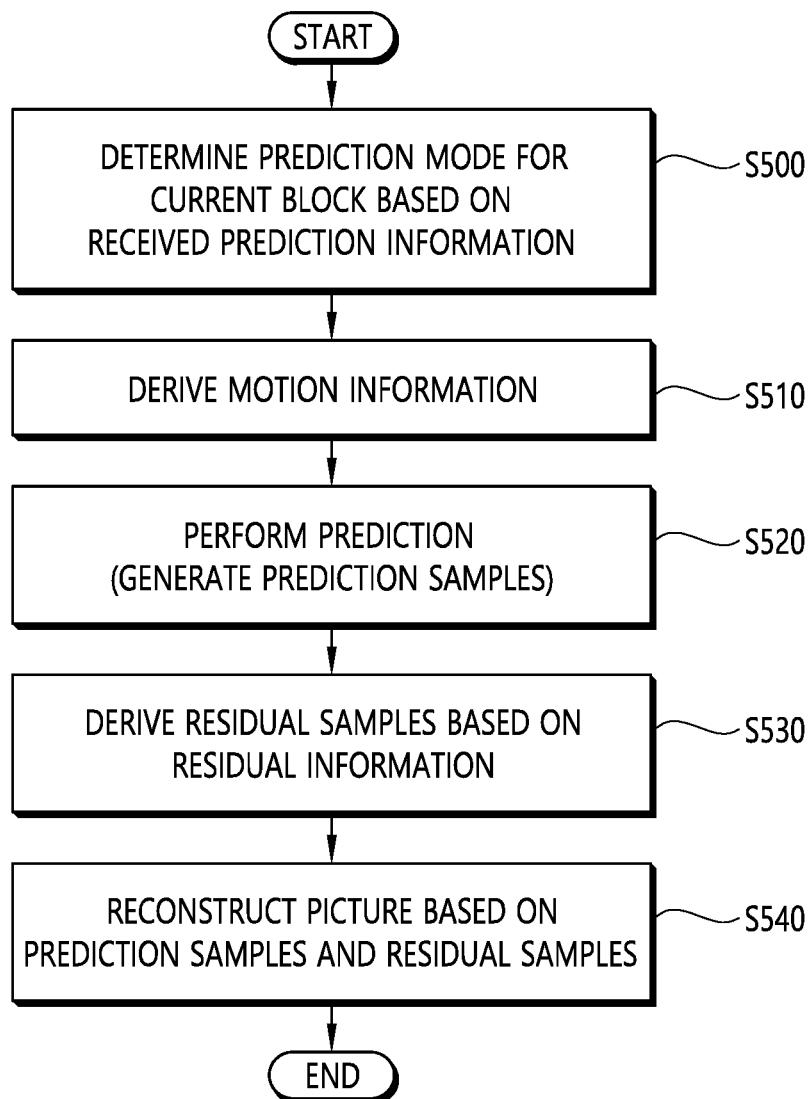 START
DETERMINE PREDICTION MODE FOR
CURRENT BLOCK BASED ON
RECEIVED PREDICTION INFORMATION
S500
DERIVE MOTION INFORMATION
S510
PERFORM PREDICTION
(GENERATE PREDICTION SAMPLES)
S520
DERIVE RESIDUAL SAMPLES BASED ON
RESIDUAL INFORMATION
S530
RECONSTRUCT PICTURE BASED ON
PREDICTION SAMPLES AND RESIDUAL SAMPLES
S540
END